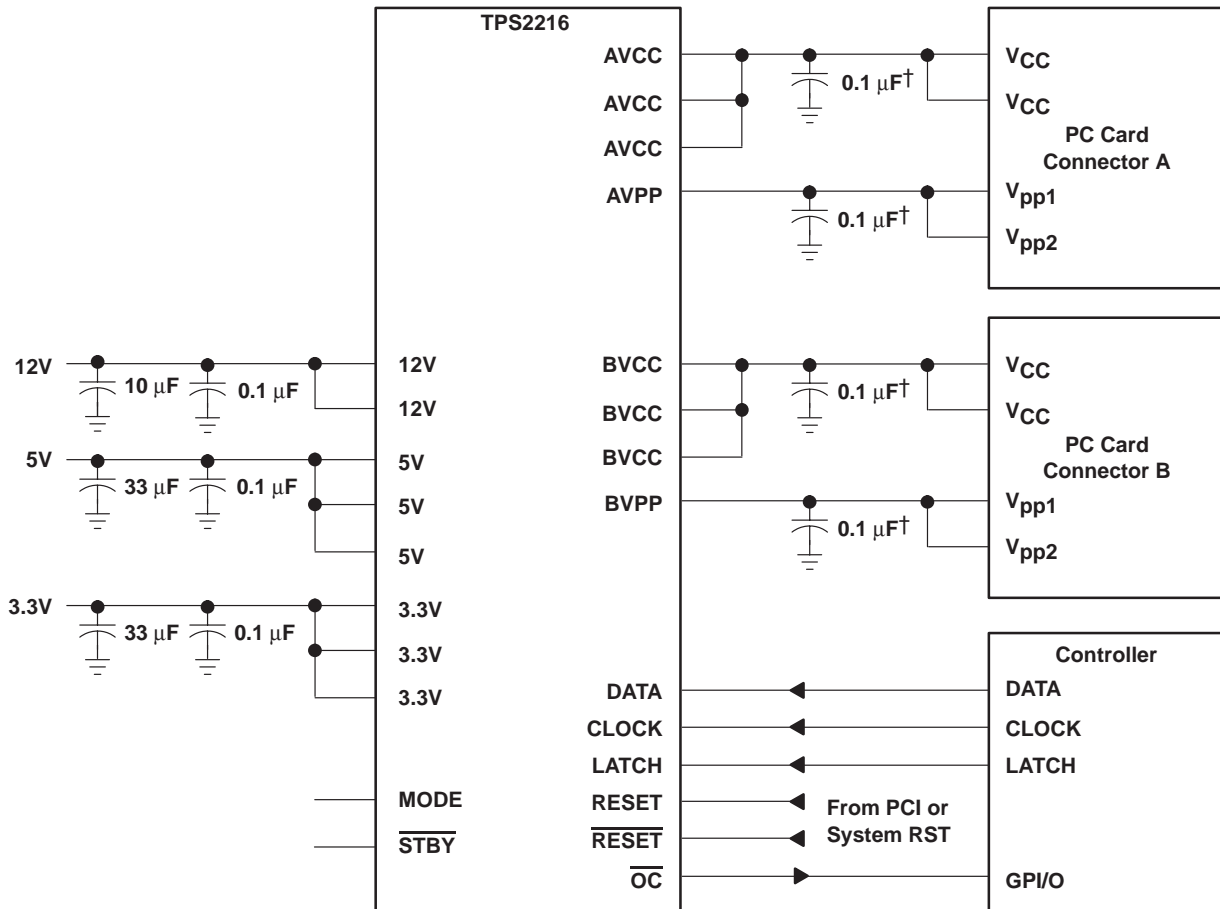 TPS2216
AVCC
AVCC
AVCC
AVPP
0.1 μF†
0.1 μF†
VCC
VCC
PC Card
Connector A
Vpp1
Vpp2
12V
10 μF
0.1 μF
12V
12V
5V
33 μF
0.1 μF
5V
5V
5V
3.3V
33 μF
0.1 μF
3.3V
3.3V
3.3V
MODE
STBY
BVCC
BVCC
BVCC
BVPP
0.1 μF†
0.1 μF†
VCC
VCC
PC Card
Connector B
Vpp1
Vpp2
DATA
CLOCK
LATCH
RESET
RESET
OC
From PCI or
System RST
Controller
DATA
CLOCK
LATCH
GPI/O